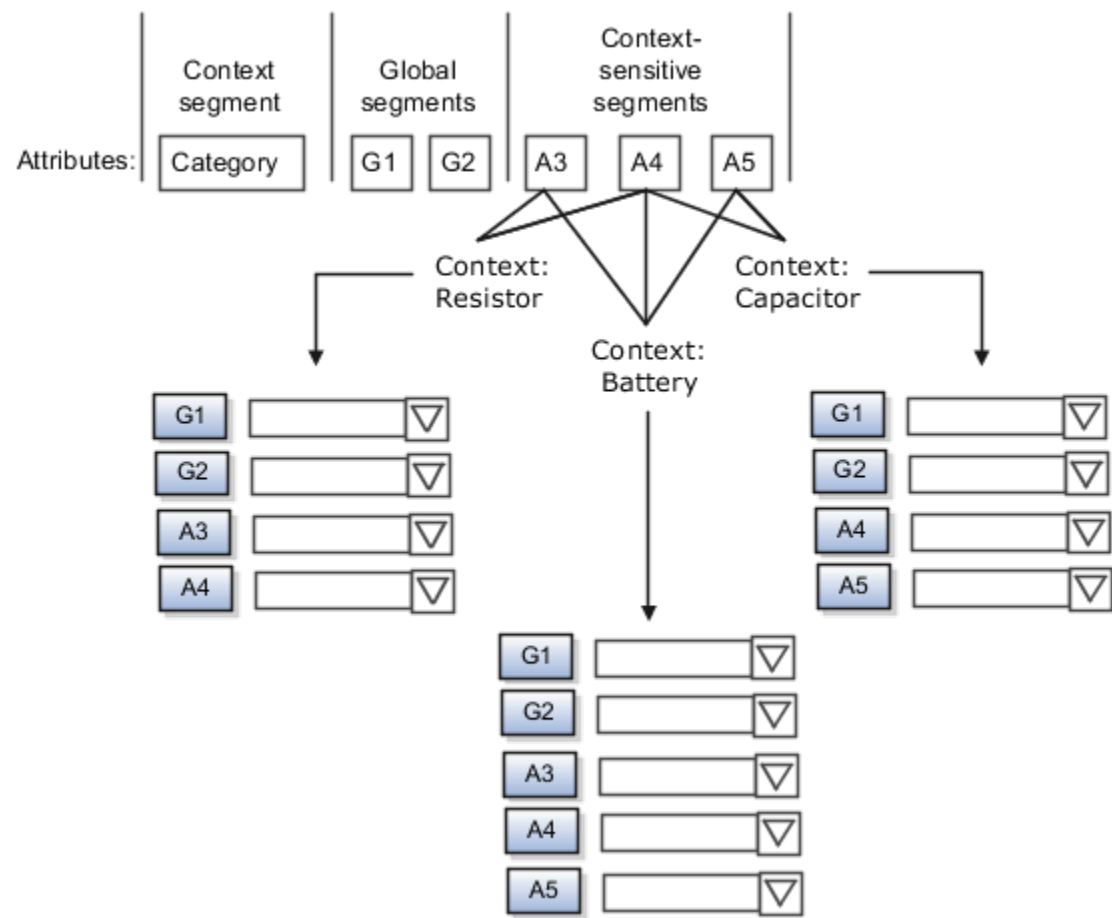 Context
segment
Global
segments
Context-
sensitive
segments
Attributes:
Category
G1
G2
A3
A4
A5
Context:
Resistor
Context:
Capacitor
Context:
Battery
G1
G2
A3
A4
G1
G2
A4
A5
G1
G2
A3
A4
A5